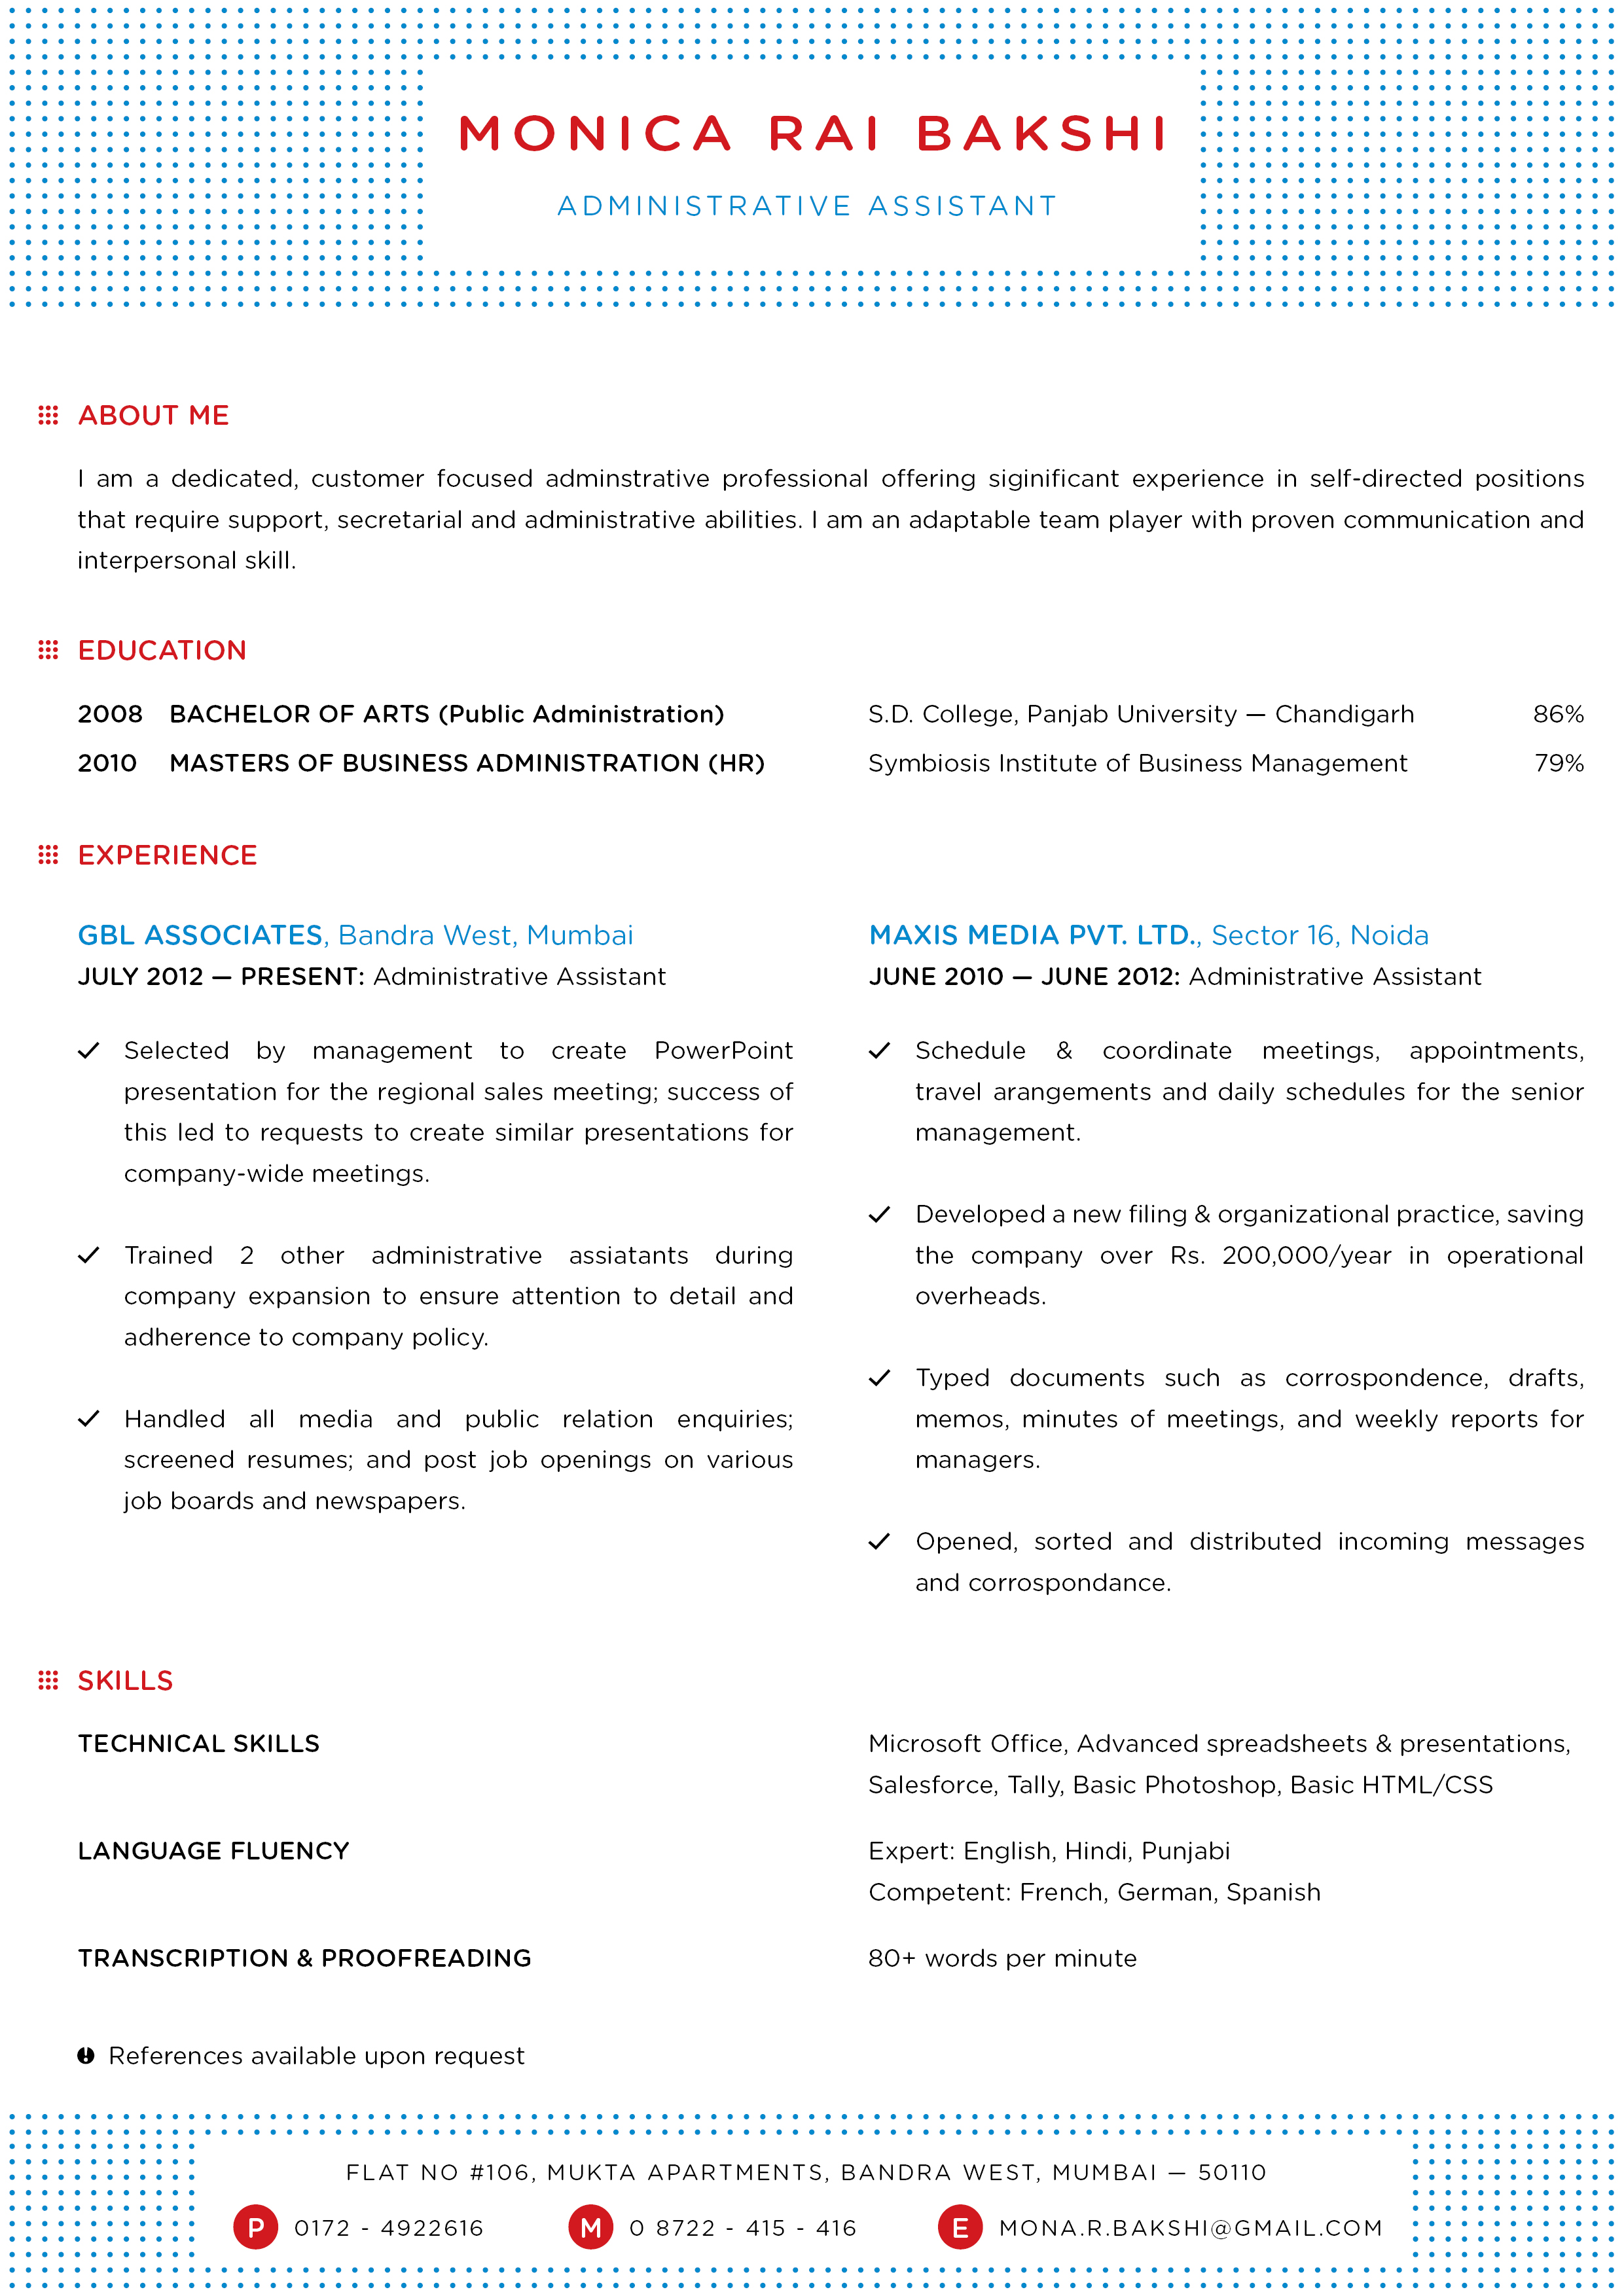 MONICA RAI BAKSHI
ADMINISTRATIVE ASSISTANT
ABOUT ME
I am a dedicated, customer focused adminstrative professional offering siginificant experience in self-directed positions
that require support, secretarial and administrative abilities. I am an adaptable team player with proven communication and
interpersonal skill.
EDUCATION
2008 BACHELOR OF ARTS (Public Administration) S.D. College, Panjab University — Chandigarh 86%
2010 MASTERS OF BUSINESS ADMINISTRATION (HR) Symbiosis Institute of Business Management 79%
EXPERIENCE
GBL ASSOCIATES, Bandra West, Mumbai
JULY 2012 — PRESENT: Administrative Assistant
Selected by management to create PowerPoint
presentation for the regional sales meeting; success of
this led to requests to create similar presentations for
company-wide meetings.
Trained 2 other administrative assiatants during
company expansion to ensure attention to detail and
adherence to company policy.
Handled all media and public relation enquiries;
screened resumes; and post job openings on various
job boards and newspapers.
MAXIS MEDIA PVT. LTD., Sector 16, Noida
JUNE 2010 — JUNE 2012: Administrative Assistant
Schedule & coordinate meetings, appointments,
travel arangements and daily schedules for the senior
management.
Developed a new filing & organizational practice, saving
the company over Rs. 200,000/year in operational
overheads.
Typed documents such as corrospondence, drafts,
memos, minutes of meetings, and weekly reports for
managers.
Opened, sorted and distributed incoming messages
and corrospondance.
SKILLS
TECHNICAL SKILLS Microsoft Office, Advanced spreadsheets & presentations,
Salesforce, Tally, Basic Photoshop, Basic HTML/CSS
LANGUAGE FLUENCY Expert: English, Hindi, Punjabi
Competent: French, German, Spanish
TRANSCRIPTION & PROOFREADING 80+ words per minute
References available upon request
FLAT NO #106, MUKTA APARTMENTS, BANDRA WEST, MUMBAI — 50110
P 0172 - 4922616 M 0 8722 - 415 - 416 E MONA.R.BAKSHI@GMAIL.COM